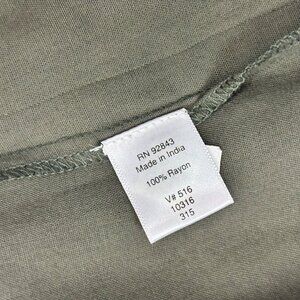 RN 92843
Made in India
100% Rayon
V# 516
10316
315